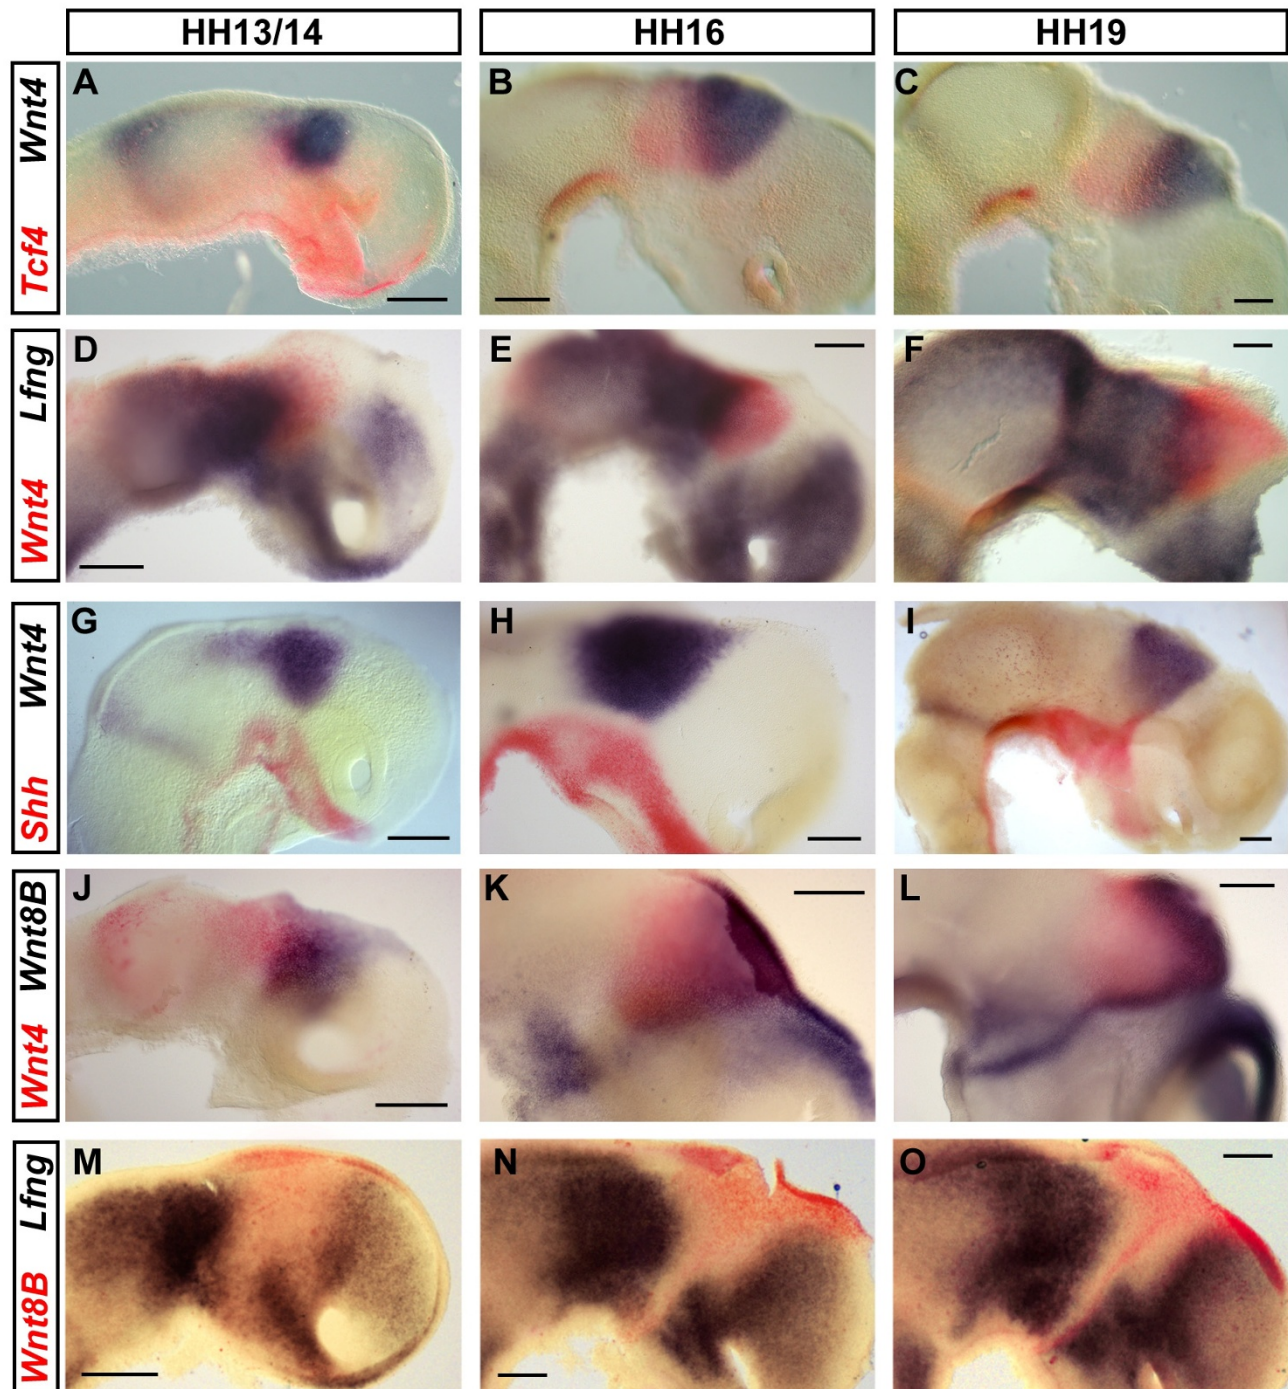 HH13/14 HH16 HH19
Tcf4 Wnt4
A B C
Wnt4 Lfng
D E F
Shh Wnt4
G H I
Wnt4 Wnt8B
J K L
Wnt8B Lfng
M N O